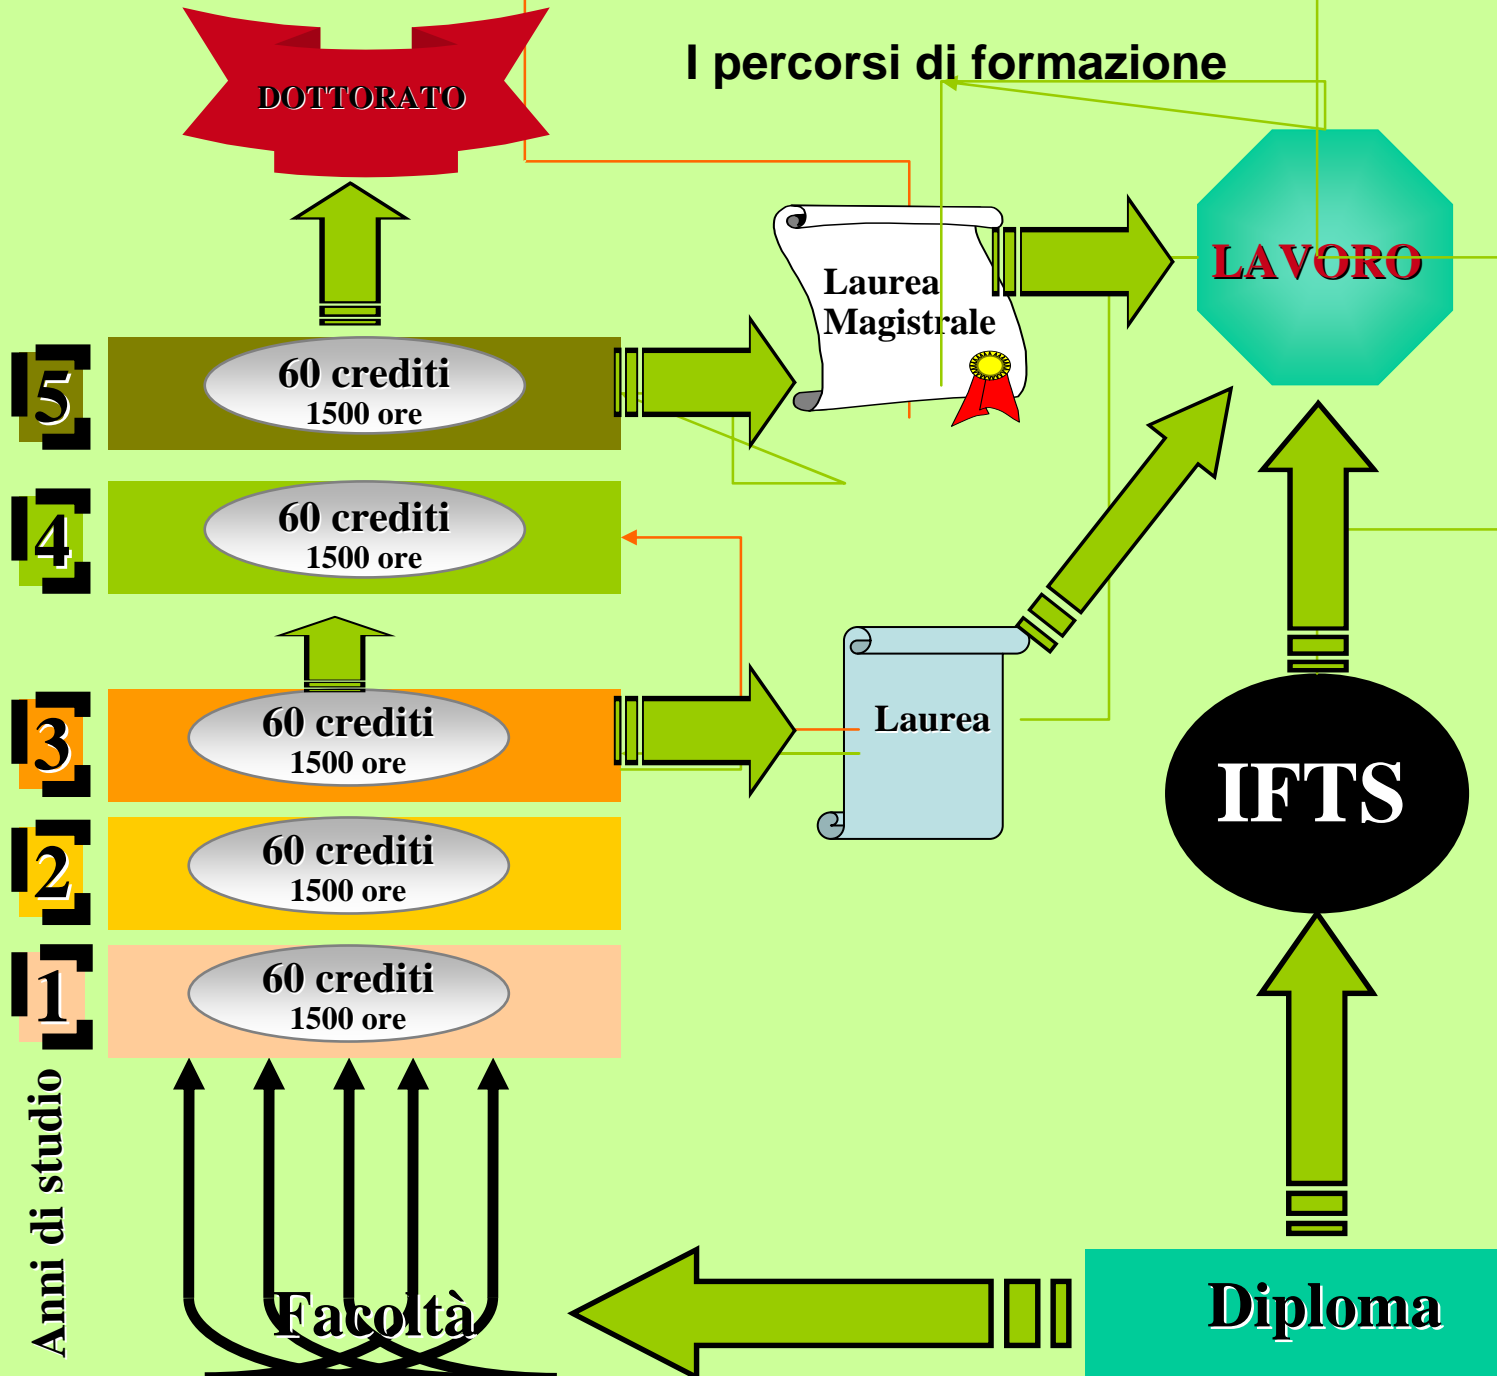 I percorsi di formazione
DOTTORATO
LAVORO
Laurea
Magistrale
5
60 crediti
1500 ore
4
60 crediti
1500 ore
3
60 crediti
1500 ore
Laurea
IFTS
2
60 crediti
1500 ore
1
60 crediti
1500 ore
Anni di studio
Facoltà
Diploma